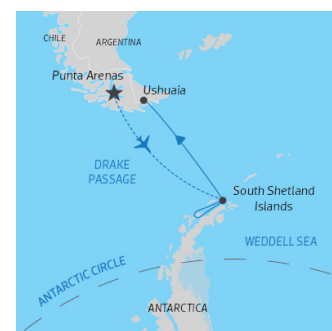 CHILE
ARGENTINA
Punta Arenas
Ushuaia
DRAKE
PASSAGE
South Shetland
Islands
WEDDELL SEA
ANTARCTIC CIRCLE
ANTARCTICA